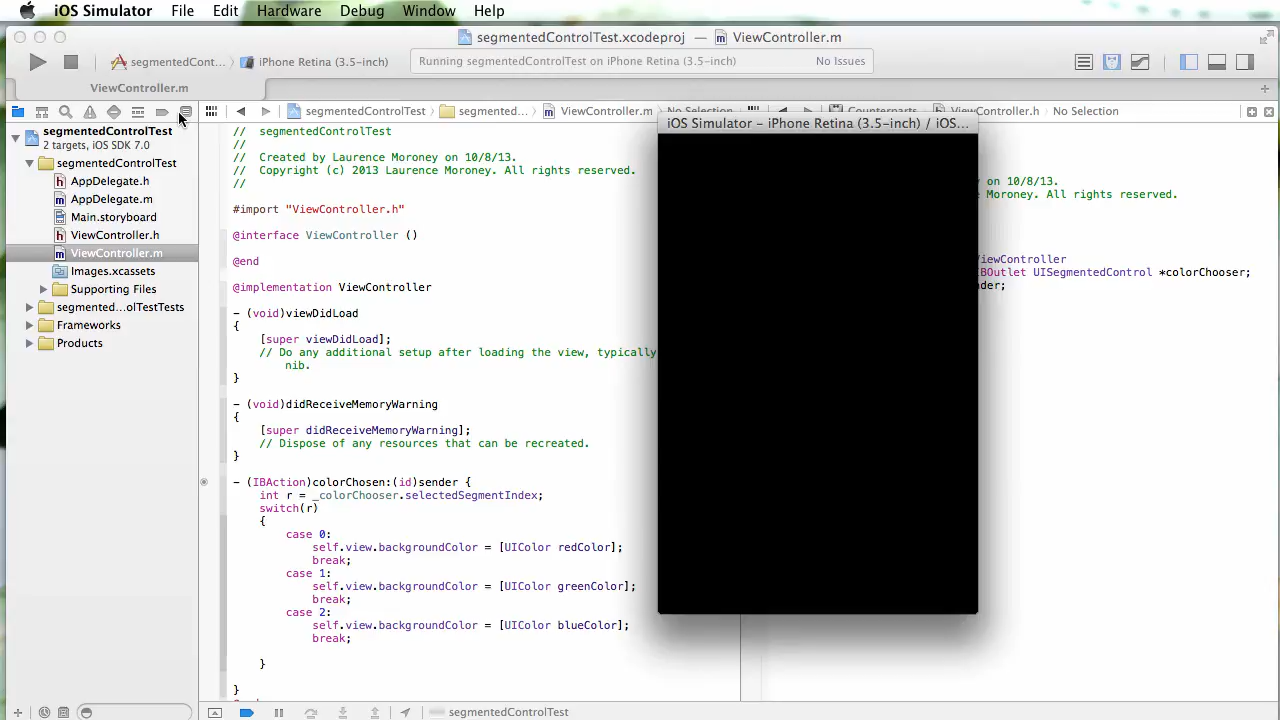 iOS Simulator File Edit Hardware Debug Window Help
segmentedControlTest.xcodeproj — ViewController.m
segmentedCont... iPhone Retina (3.5-inch) Running segmentedControlTest on iPhone Retina (3.5-inch) No Issues
ViewController.m
segmentedControlTest segmented... ViewController.m No Selection Counterparts ViewController.h No Selection
segmentedControlTest
2 targets, iOS SDK 7.0
segmentedControlTest
AppDelegate.h
AppDelegate.m
Main.storyboard
ViewController.h
ViewController.m
Images.xcassets
Supporting Files
segmented...olTestTests
Frameworks
Products
// segmentedControlTest
//
// Created by Laurence Moroney on 10/8/13.
// Copyright (c) 2013 Laurence Moroney. All rights reserved.
//
#import "ViewController.h"
@interface ViewController ()
@end
@implementation ViewController
- (void)viewDidLoad
{
[super viewDidLoad];
// Do any additional setup after loading the view, typically
nib.
}
- (void)didReceiveMemoryWarning
{
[super didReceiveMemoryWarning];
// Dispose of any resources that can be recreated.
}
- (IBAction)colorChosen:(id)sender {
int r = _colorChooser.selectedSegmentIndex;
switch(r)
{
case 0:
self.view.backgroundColor = [UIColor redColor];
break;
case 1:
self.view.backgroundColor = [UIColor greenColor];
break;
case 2:
self.view.backgroundColor = [UIColor blueColor];
break;
}
}
iOS Simulator – iPhone Retina (3.5-inch) / iOS...
on 10/8/13.
Moroney. All rights reserved.
ViewController
BOutlet UISegmentedControl *colorChooser;
nder;
segmentedControlTest